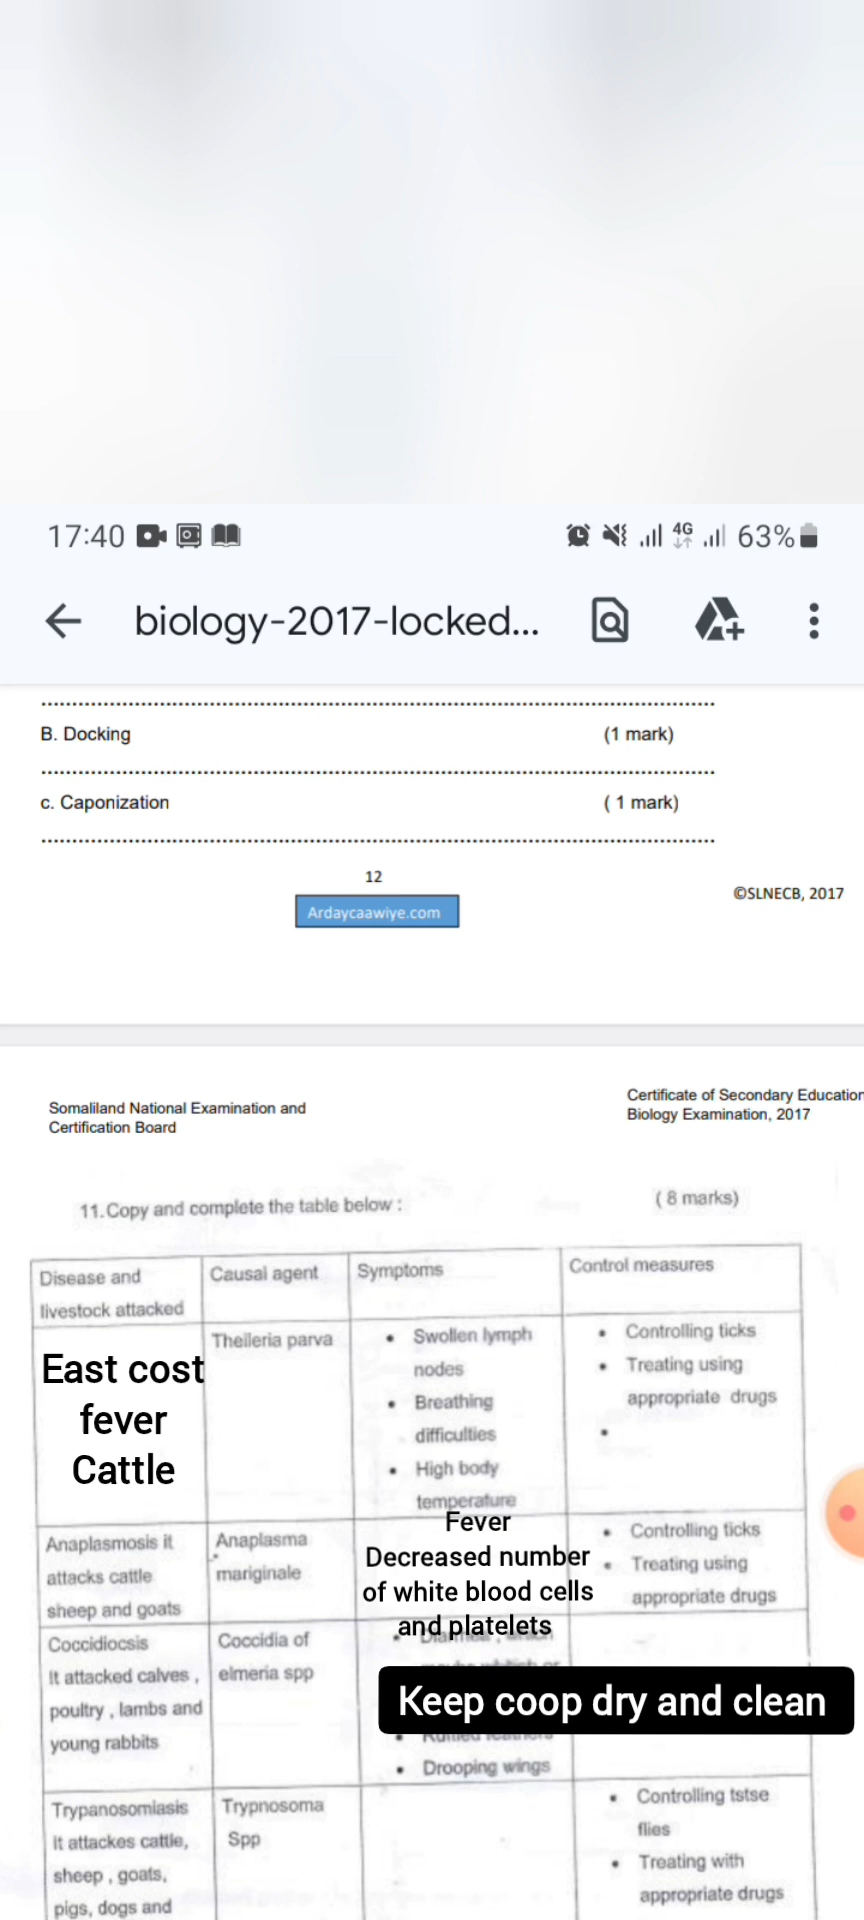 17:40
4G
63%
biology-2017-locked...
B. Docking (1 mark)
c. Caponization ( 1 mark)
12
©SLNECB, 2017
Ardaycaawiye.com
Somaliland National Examination and
Certification Board
Certificate of Secondary Education
Biology Examination, 2017
11.Copy and complete the table below : ( 8 marks)
Disease and
livestock attacked
Causal agent
Symptoms
Control measures
East cost
fever
Cattle
Theileria parva
• Swollen lymph
nodes
• Breathing
difficulties
• High body
temperature
• Controlling ticks
• Treating using
appropriate drugs
•
Anaplasmosis it
attacks cattle
sheep and goats
Anaplasma
mariginale
Fever
Decreased number
of white blood cells
and platelets
• Controlling ticks
• Treating using
appropriate drugs
Coccidiocsis
It attacked calves ,
poultry , lambs and
young rabbits
Coccidia of
elmeria spp
Keep coop dry and clean
• Drooping wings
Trypanosomiasis
It attackes cattle,
sheep , goats,
pigs, dogs and
Trypnosoma
Spp
• Controlling tstse
flies
• Treating with
appropriate drugs